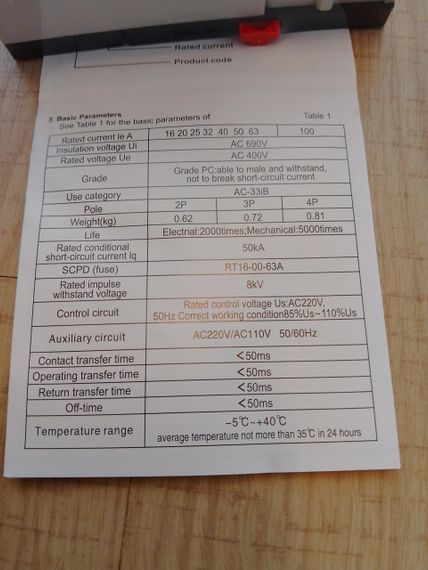 Rated current
Product code
3. Basic Parameters
See Table 1 for the basic parameters of
Table 1
Rated current Ie A 16 20 25 32 40 50 63 100
Insulation voltage Ui AC 690V
Rated voltage Ue AC 400V
Grade Grade PC:able to male and withstand,
not to break short-circuit current
Use category AC-33iB
Pole 2P 3P 4P
Weight(kg) 0.62 0.72 0.81
Life Electrial:2000times;Mechanical:5000times
Rated conditional
short-circuit current Iq 50kA
SCPD (fuse) RT16-00-63A
Rated impulse
withstand voltage 8kV
Control circuit Rated control voltage Us:AC220V,
50Hz Correct working condition85%Us~110%Us
Auxiliary circuit AC220V/AC110V 50/60Hz
Contact transfer time <50ms
Operating transfer time <50ms
Return transfer time <50ms
Off-time <50ms
Temperature range −5℃~+40℃
average temperature not more than 35℃ in 24 hours